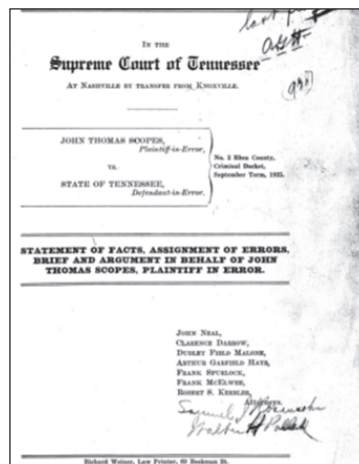 last
IN THE
Supreme Court of Tennessee
AT NASHVILLE BY TRANSFER FROM KNOXVILLE.
JOHN THOMAS SCOPES,
Plaintiff-in-Error,
vs.
STATE OF TENNESSEE,
Defendant-in-Error.
No. 2 Rhea County,
Criminal Docket,
September Term, 1925.
STATEMENT OF FACTS, ASSIGNMENT OF ERRORS,
BRIEF AND ARGUMENT IN BEHALF OF JOHN
THOMAS SCOPES, PLAINTIFF IN ERROR.
JOHN NEAL,
CLARENCE DARROW,
DUDLEY FIELD MALONE,
ARTHUR GARFIELD HAYS,
FRANK SPURLOCK,
FRANK McELWEE,
ROBERT S. KEEBLER,
Attorneys.
Samuel Rosensohn
Walter H Pollak
Richard Weiner, Law Printer, Beekman St.